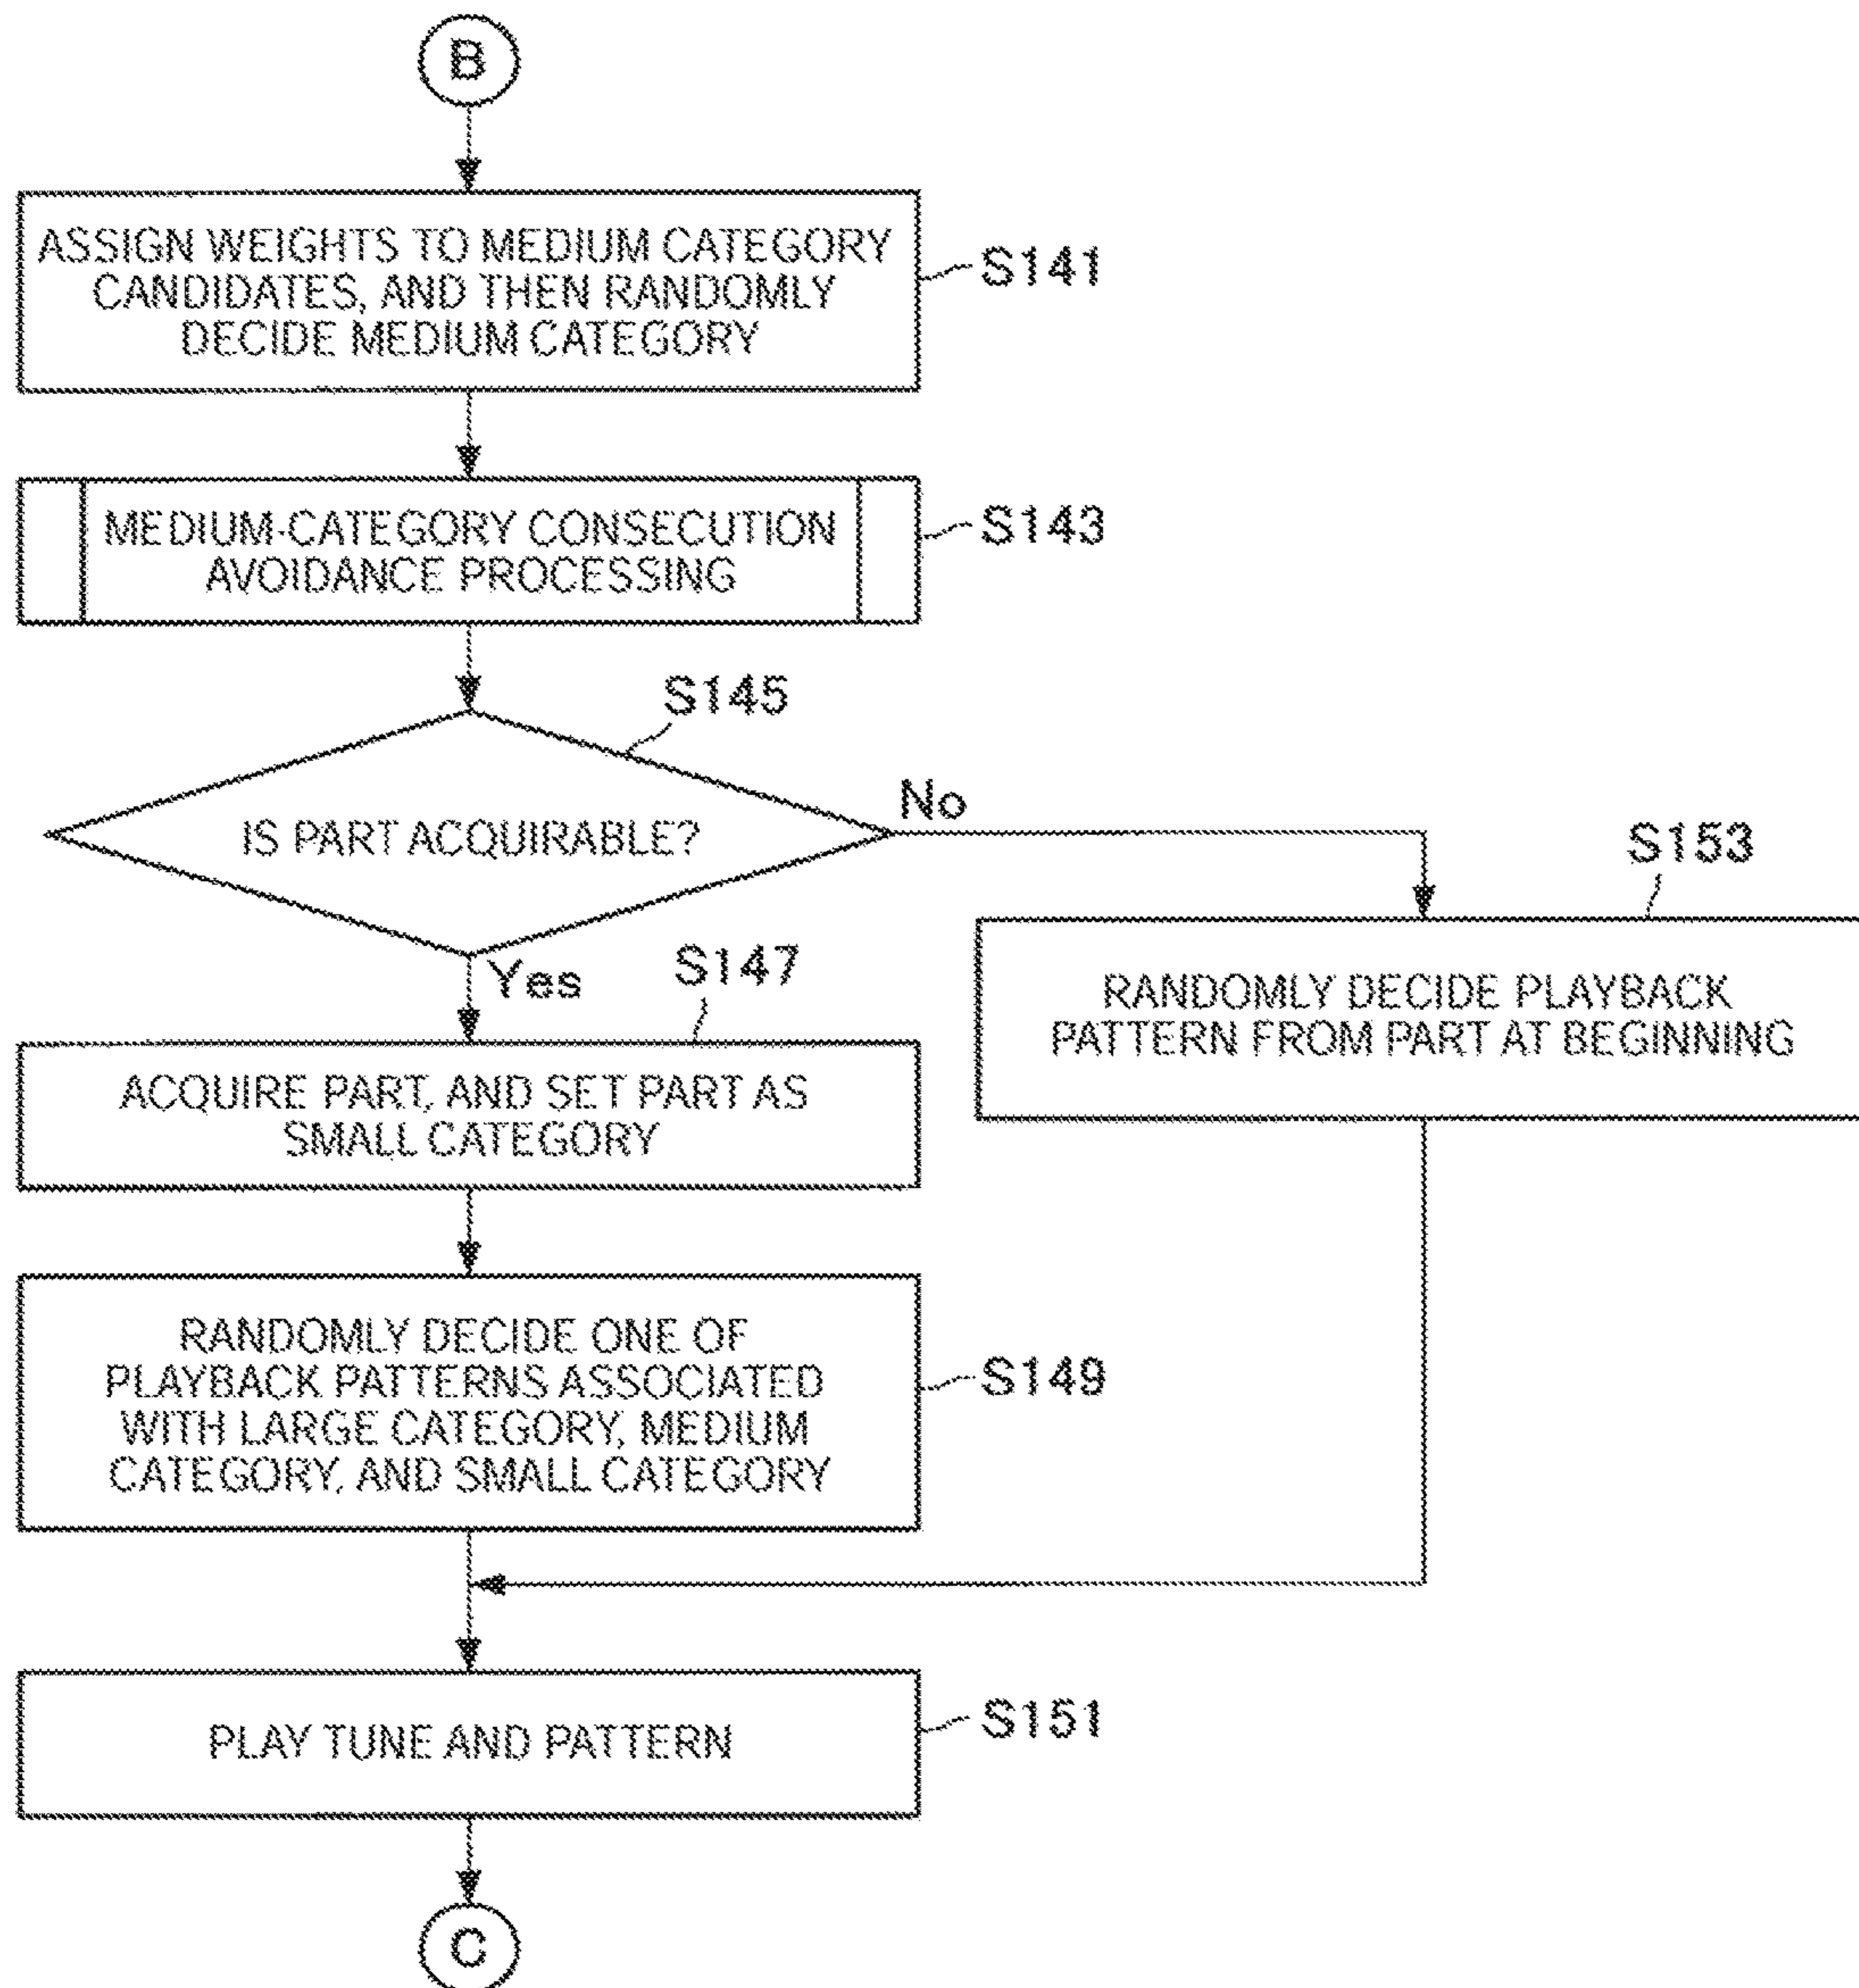 B
ASSIGN WEIGHTS TO MEDIUM CATEGORY
CANDIDATES, AND THEN RANDOMLY
DECIDE MEDIUM CATEGORY
S141
MEDIUM-CATEGORY CONSECUTION
AVOIDANCE PROCESSING
S143
S145
IS PART ACQUIRABLE?
No
Yes
S153
RANDOMLY DECIDE PLAYBACK
PATTERN FROM PART AT BEGINNING
S147
ACQUIRE PART, AND SET PART AS
SMALL CATEGORY
RANDOMLY DECIDE ONE OF
PLAYBACK PATTERNS ASSOCIATED
WITH LARGE CATEGORY, MEDIUM
CATEGORY, AND SMALL CATEGORY
S149
PLAY TUNE AND PATTERN
S151
C